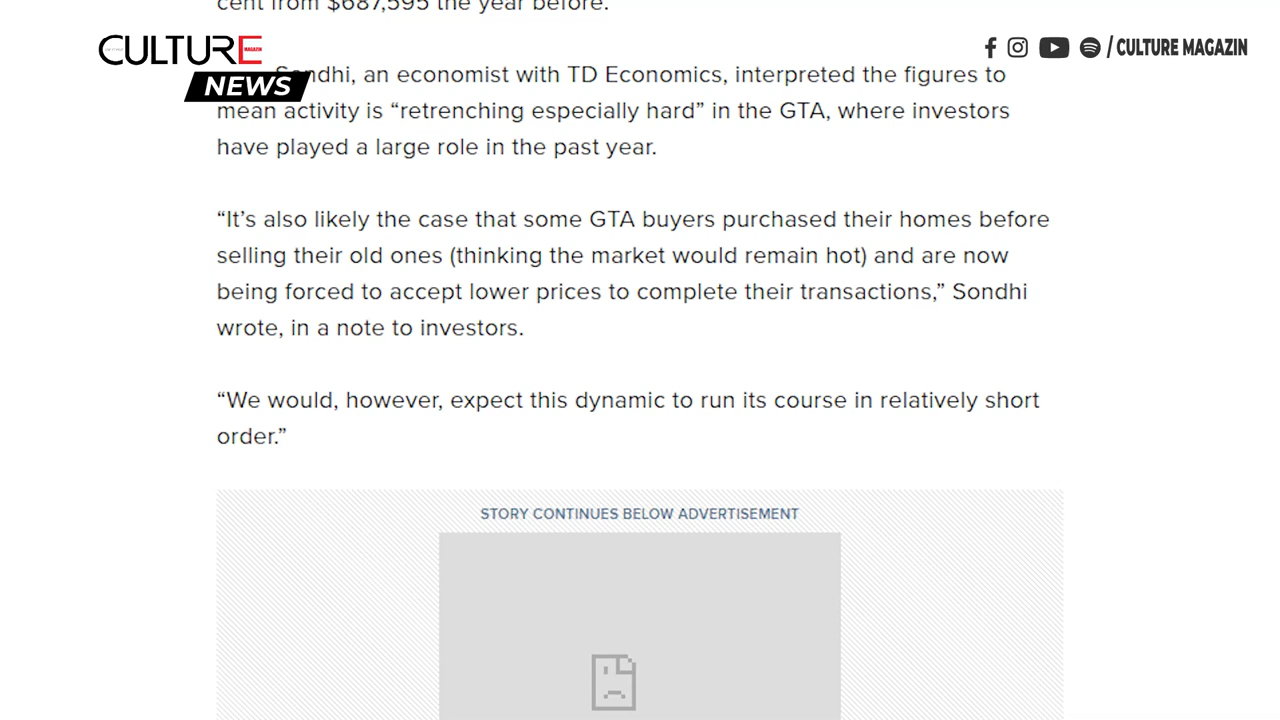 cent from $687,595 the year before.
CULTURE
MAGAZIN
NEWS
/ CULTURE MAGAZIN
Sondhi, an economist with TD Economics, interpreted the figures to
mean activity is “retrenching especially hard” in the GTA, where investors
have played a large role in the past year.
“It’s also likely the case that some GTA buyers purchased their homes before
selling their old ones (thinking the market would remain hot) and are now
being forced to accept lower prices to complete their transactions,” Sondhi
wrote, in a note to investors.
“We would, however, expect this dynamic to run its course in relatively short
order.”
STORY CONTINUES BELOW ADVERTISEMENT